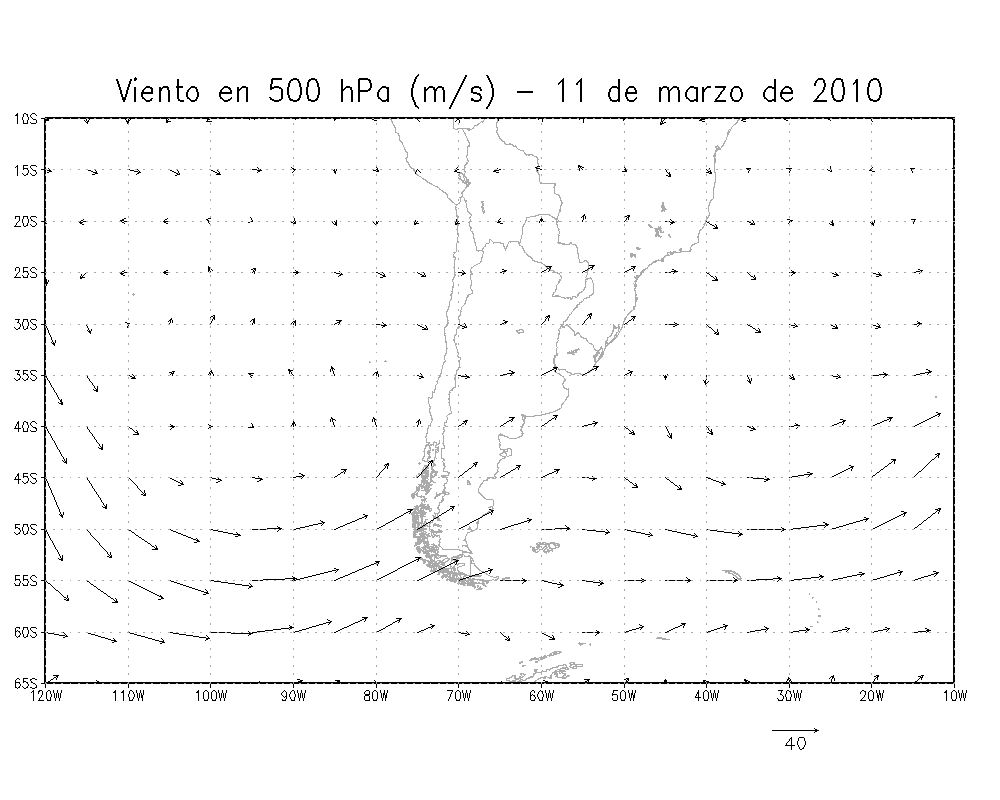 Viento en 500 hPa (m/s) – 11 de marzo de 2010
10S
15S
20S
25S
30S
35S
40S
45S
50S
55S
60S
65S
120W 110W 100W 90W 80W 70W 60W 50W 40W 30W 20W 10W
40